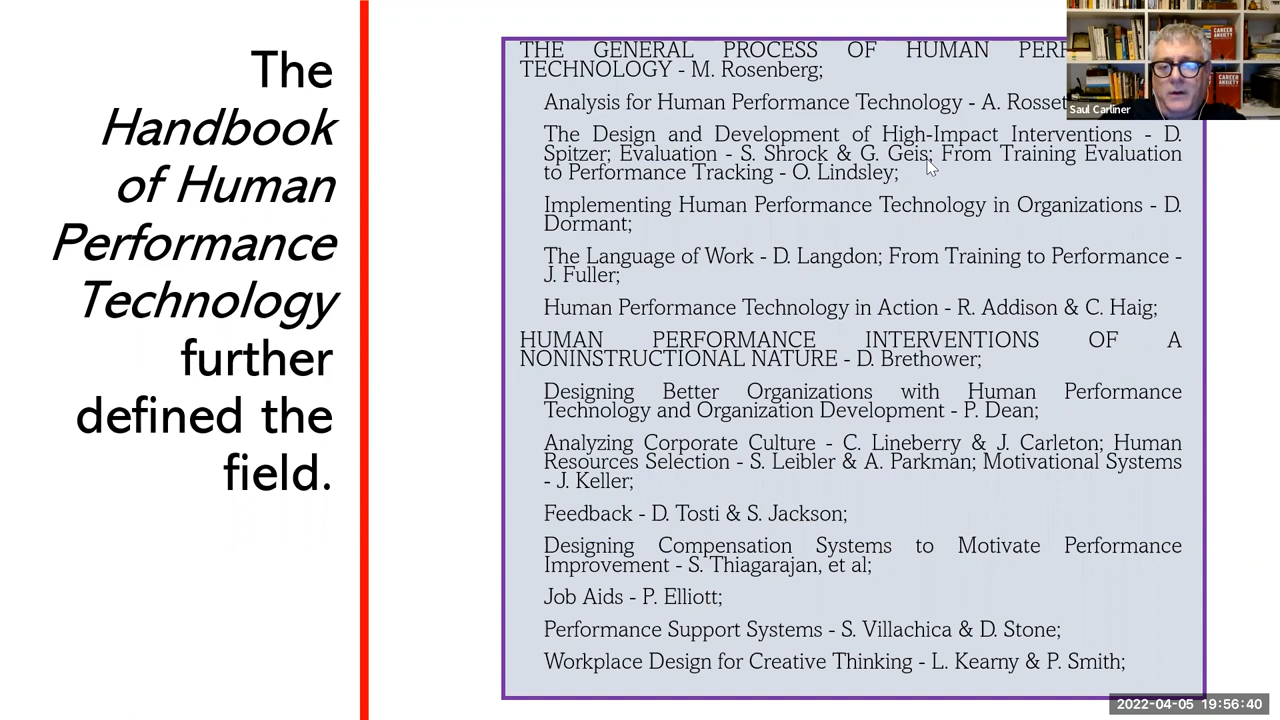 The
Handbook
of Human
Performance
Technology
further
defined the
field.
THE GENERAL PROCESS OF HUMAN
TECHNOLOGY - M. Rosenberg;
Analysis for Human Performance Technology - A.
The Design and Development of High-Impact Interventions - D.
Spitzer; Evaluation - S. Shrock & G. Geis; From Training Evaluation
to Performance Tracking - O. Lindsley;
Implementing Human Performance Technology in Organizations - D.
Dormant;
The Language of Work - D. Langdon; From Training to Performance -
J. Fuller;
Human Performance Technology in Action - R. Addison & C. Haig;
HUMAN PERFORMANCE INTERVENTIONS OF A
NONINSTRUCTIONAL NATURE - D. Brethower;
Designing Better Organizations with Human Performance
Technology and Organization Development - P. Dean;
Analyzing Corporate Culture - C. Lineberry & J. Carleton; Human
Resources Selection - S. Leibler & A. Parkman; Motivational Systems
- J. Keller;
Feedback - D. Tosti & S. Jackson;
Designing Compensation Systems to Motivate Performance
Improvement - S. Thiagarajan, et al;
Job Aids - P. Elliott;
Performance Support Systems - S. Villachica & D. Stone;
Workplace Design for Creative Thinking - L. Kearny & P. Smith;
CAREER
ANXIETY
CAREER
ANXIETY
Saul Carliner
2022-04-05 19:56:40